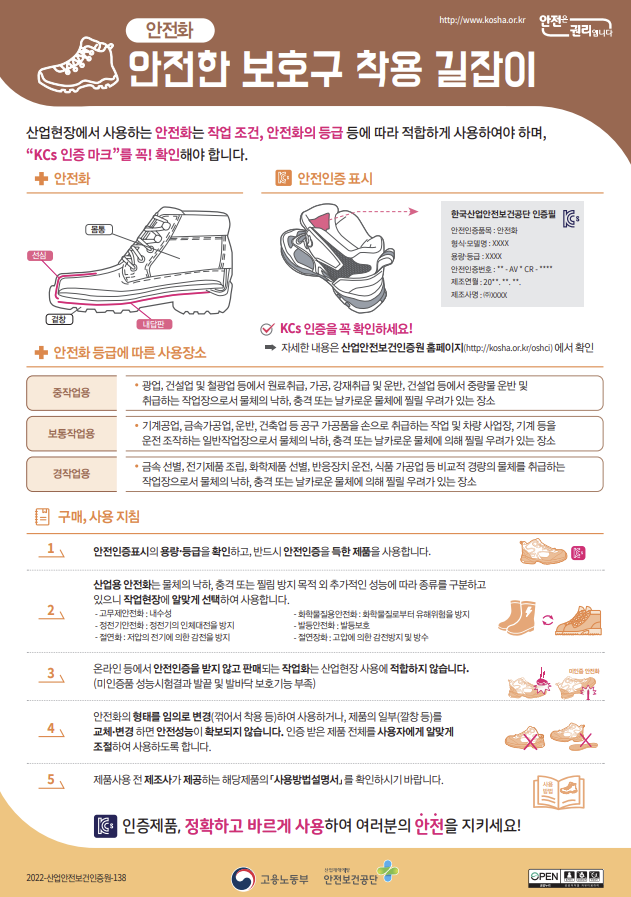 http://www.kosha.or.kr
안전은 권리입니다
안전화
안전한 보호구 착용 길잡이
산업현장에서 사용하는 안전화는 작업 조건, 안전화의 등급 등에 따라 적합하게 사용하여야 하며,
“KCs 인증 마크”를 꼭! 확인해야 합니다.
안전화
몸통
선심
겉창
내답판
안전인증 표시
한국산업안전보건공단 인증필
안전인증품목 : 안전화
형식·모델명 : XXXX
용량·등급 : XXXX
안전인증번호 : ** - AV * CR - ****
제조연월 : 20**. **. **.
제조사명 : ㈜XXXX
KCs 인증을 꼭 확인하세요!
자세한 내용은 산업안전보건인증원 홈페이지(http://kosha.or.kr/oshci) 에서 확인
안전화 등급에 따른 사용장소
중작업용
• 광업, 건설업 및 철광업 등에서 원료취급, 가공, 강재취급 및 운반, 건설업 등에서 중량물 운반 및
취급하는 작업장으로서 물체의 낙하, 충격 또는 날카로운 물체에 찔릴 우려가 있는 장소
보통작업용
• 기계공업, 금속가공업, 운반, 건축업 등 공구 가공품을 손으로 취급하는 작업 및 차량 사업장, 기계 등을
운전 조작하는 일반작업장으로서 물체의 낙하, 충격 또는 날카로운 물체에 의해 찔릴 우려가 있는 장소
경작업용
• 금속 선별, 전기제품 조립, 화학제품 선별, 반응장치 운전, 식품 가공업 등 비교적 경량의 물체를 취급하는
작업장으로서 물체의 낙하, 충격 또는 날카로운 물체에 의해 찔릴 우려가 있는 장소
구매, 사용 지침
1
안전인증표시의 용량·등급을 확인하고, 반드시 안전인증을 득한 제품을 사용합니다.
2
산업용 안전화는 물체의 낙하, 충격 또는 찔림 방지 목적 외 추가적인 성능에 따라 종류를 구분하고
있으니 작업현장에 알맞게 선택하여 사용합니다.
- 고무제안전화 : 내수성
- 화학물질용안전화 : 화학물질로부터 유해위험을 방지
- 정전기안전화 : 정전기의 인체대전을 방지
- 발등안전화 : 발등보호
- 절연화 : 저압의 전기에 의한 감전을 방지
- 절연장화 : 고압에 의한 감전방지 및 방수
3
온라인 등에서 안전인증을 받지 않고 판매되는 작업화는 산업현장 사용에 적합하지 않습니다.
(미인증품 성능시험결과 발끝 및 발바닥 보호기능 부족)
미인증 안전화
4
안전화의 형태를 임의로 변경(꺾어서 착용 등)하여 사용하거나, 제품의 일부(깔창 등)를
교체·변경 하면 안전성능이 확보되지 않습니다. 인증 받은 제품 전체를 사용자에게 알맞게
조절하여 사용하도록 합니다.
5
제품사용 전 제조사가 제공하는 해당제품의 「사용방법설명서」를 확인하시기 바랍니다.
사용
방법
인증제품, 정확하고 바르게 사용하여 여러분의 안전을 지키세요!
2022-산업안전보건인증원-138
고용노동부
산업재해예방
안전보건공단
OPEN